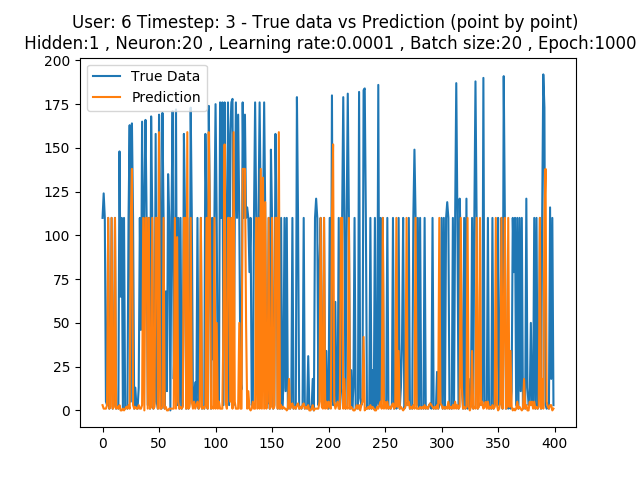 User: 6 Timestep: 3 - True data vs Prediction (point by point)
Hidden:1 , Neuron:20 , Learning rate:0.0001 , Batch size:20 , Epoch:1000
True Data
Prediction
200
175
150
125
100
75
50
25
0
0 50 100 150 200 250 300 350 400